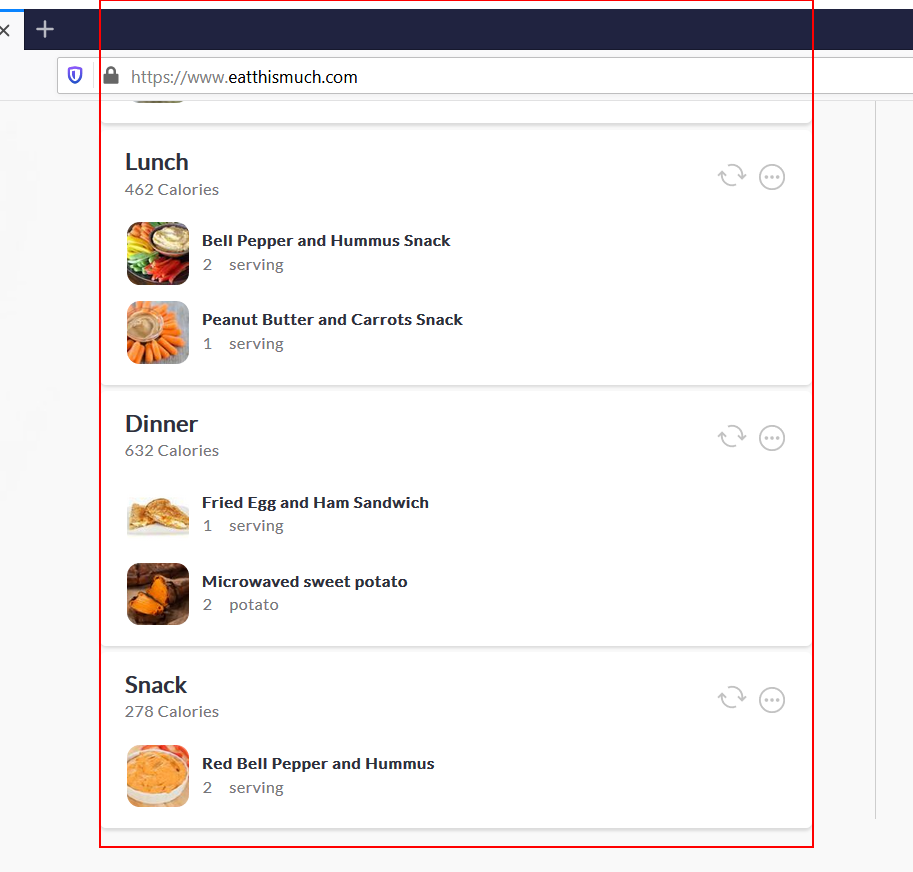 https://www.eatthismuch.com
Lunch
462 Calories
Bell Pepper and Hummus Snack
2 serving
Peanut Butter and Carrots Snack
1 serving
Dinner
632 Calories
Fried Egg and Ham Sandwich
1 serving
Microwaved sweet potato
2 potato
Snack
278 Calories
Red Bell Pepper and Hummus
2 serving